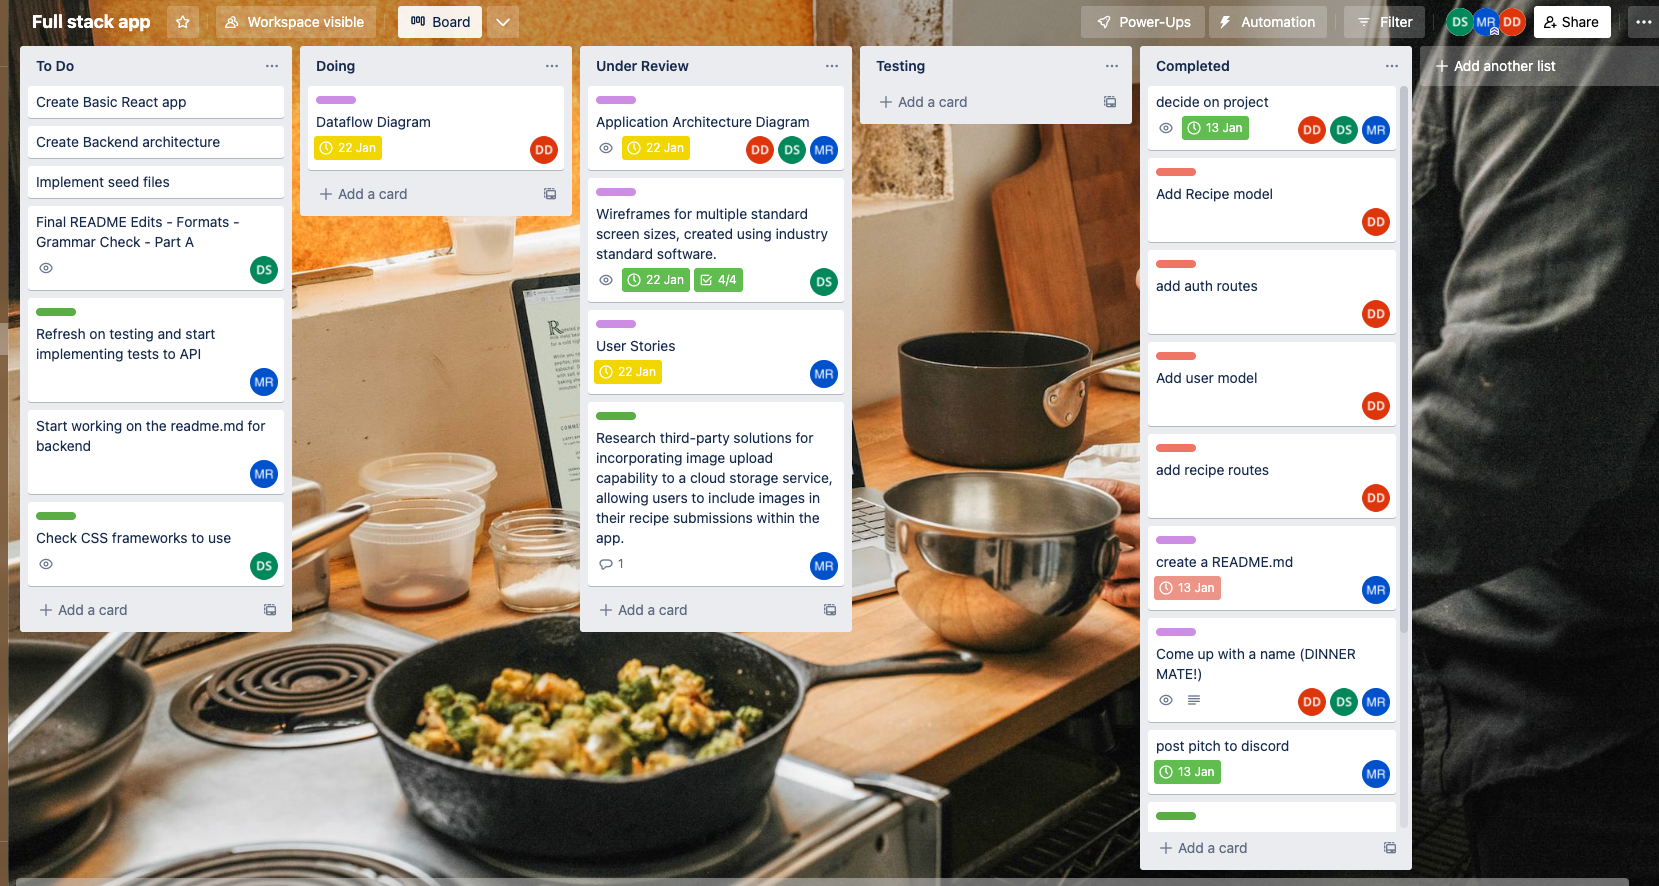 Full stack app
Workspace visible
Board
Power-Ups
Automation
Filter
DS
MR
DD
Share
To Do
Create Basic React app
Create Backend architecture
Implement seed files
Final README Edits - Formats -
Grammar Check - Part A
DS
Refresh on testing and start
implementing tests to API
MR
Start working on the readme.md for
backend
MR
Check CSS frameworks to use
DS
+ Add a card
Doing
Dataflow Diagram
22 Jan
DD
+ Add a card
Under Review
Application Architecture Diagram
22 Jan
DD DS MR
Wireframes for multiple standard
screen sizes, created using industry
standard software.
22 Jan 4/4
DS
User Stories
22 Jan
MR
Research third-party solutions for
incorporating image upload
capability to a cloud storage service,
allowing users to include images in
their recipe submissions within the
app.
1
MR
+ Add a card
Testing
+ Add a card
Completed
decide on project
13 Jan
DD DS MR
Add Recipe model
DD
add auth routes
DD
Add user model
DD
add recipe routes
DD
create a README.md
13 Jan
MR
Come up with a name (DINNER
MATE!)
DD DS MR
post pitch to discord
13 Jan
MR
+ Add a card
+ Add another list